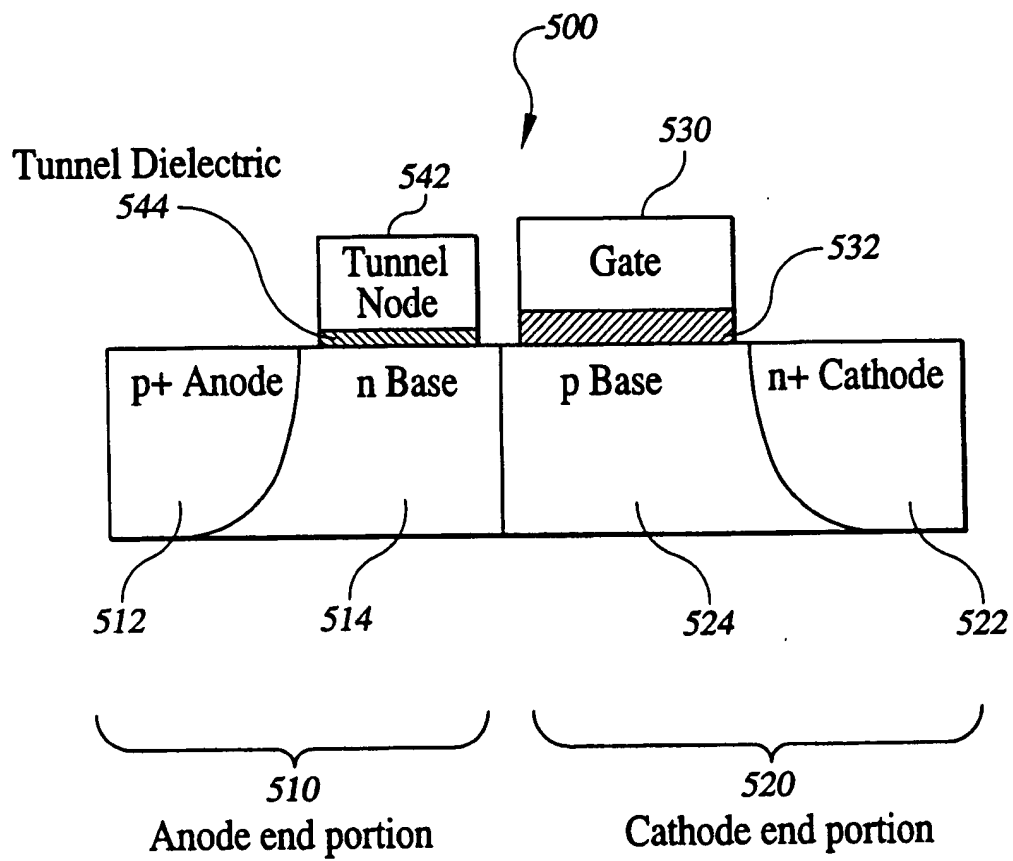 500
530
Tunnel Dielectric
544
542
532
Tunnel
Node
Gate
p+ Anode
n Base
p Base
n+ Cathode
512
514
524
522
510
520
Anode end portion
Cathode end portion